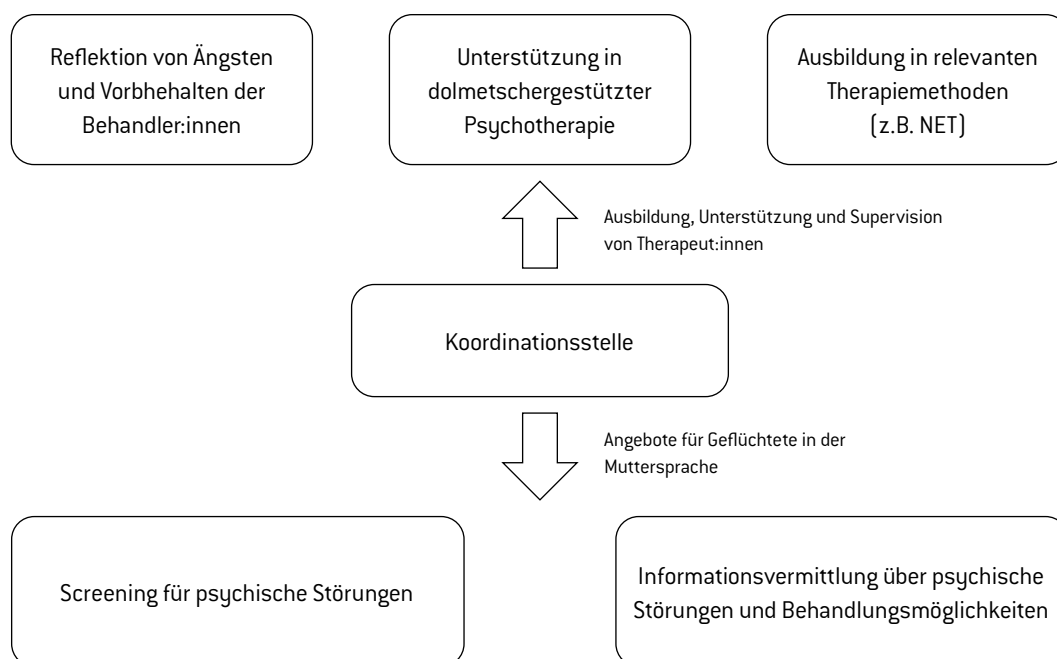 Reflektion von Ängsten
und Vorbhehalten der
Behandler:innen
Unterstützung in
dolmetschergestützter
Psychotherapie
Ausbildung in relevanten
Therapiemethoden
(z.B. NET)
Ausbildung, Unterstützung und Supervision
von Therapeut:innen
Koordinationsstelle
Angebote für Geflüchtete in der
Muttersprache
Screening für psychische Störungen
Informationsvermittlung über psychische
Störungen und Behandlungsmöglichkeiten